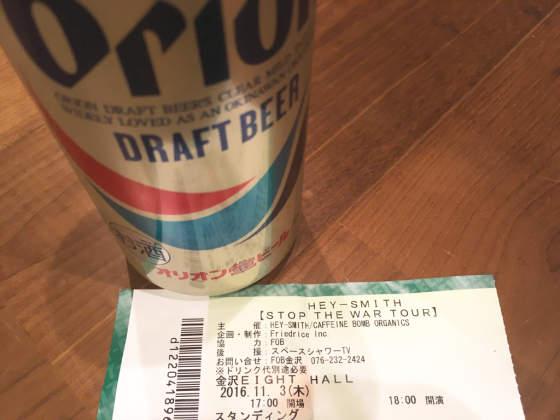 Orion
ORION DRAFT BEER'S CLEAR MILD
WIDELY LOVED AS AN OKINAWA
DRAFT BEER
お酒
オリオン生ビール
HEY-SMITH
【STOP THE WAR TOUR】
主 催:HEY-SMITH/CAFFEINE BOMB ORGANICS
企画・制作:Friedrice Inc.
協 力:FOB
後 援:スペースシャワーTV
お問い合せ:FOB金沢 076-232-2424
※ドリンク代別途必要
金沢EIGHT HALL
2016.11. 3(木)
17:00 開場 18:00 開演
スタンディング